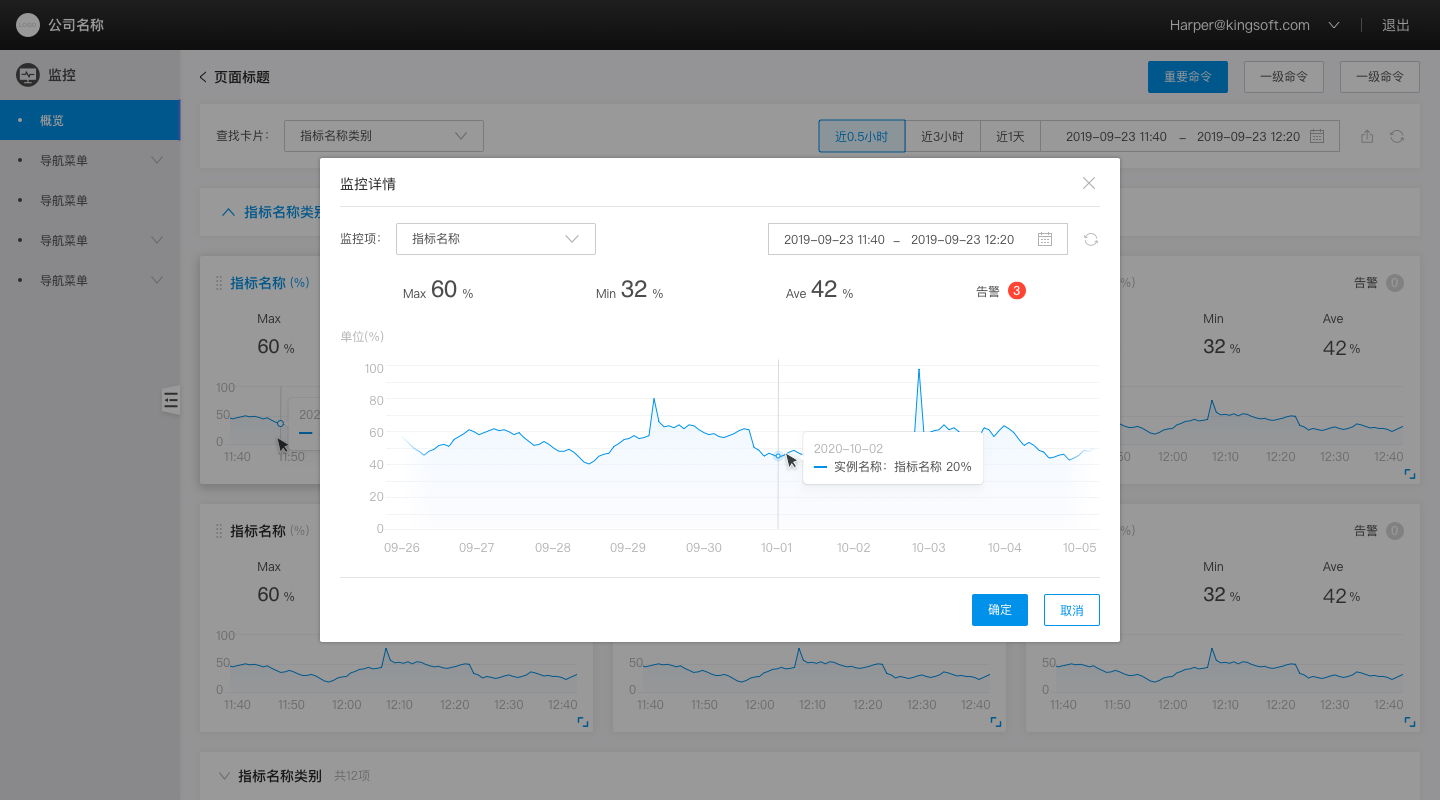 公司名称
Harper@kingsoft.com
退出
监控
概览
导航菜单
导航菜单
导航菜单
导航菜单
页面标题
重要命令
一级命令
一级命令
查找卡片：
指标名称类别
近0.5小时
近3小时
近1天
2019-09-23 11:40 – 2019-09-23 12:20
指标名称类别
指标名称 (%)
Max
60 %
100
50
0
11:40 11:50
202
监控详情
监控项：
指标名称
2019-09-23 11:40 – 2019-09-23 12:20
Max 60 %
Min 32 %
Ave 42 %
告警 3
单位(%)
100
80
60
40
20
0
09-26 09-27 09-28 09-29 09-30 10-01 10-02 10-03 10-04 10-05
2020-10-02
实例名称：指标名称 20%
确定
取消
%)
告警 0
Min
32 %
Ave
42 %
12:00 12:10 12:20 12:30 12:40
指标名称 (%)
Max
60 %
100
50
0
11:40 11:50 12:00 12:10 12:20 12:30 12:40
50
0
11:40 11:50 12:00 12:10 12:20 12:30 12:40
%)
告警 0
Min
32 %
Ave
42 %
50
0
11:40 11:50 12:00 12:10 12:20 12:30 12:40
指标名称类别 共12项